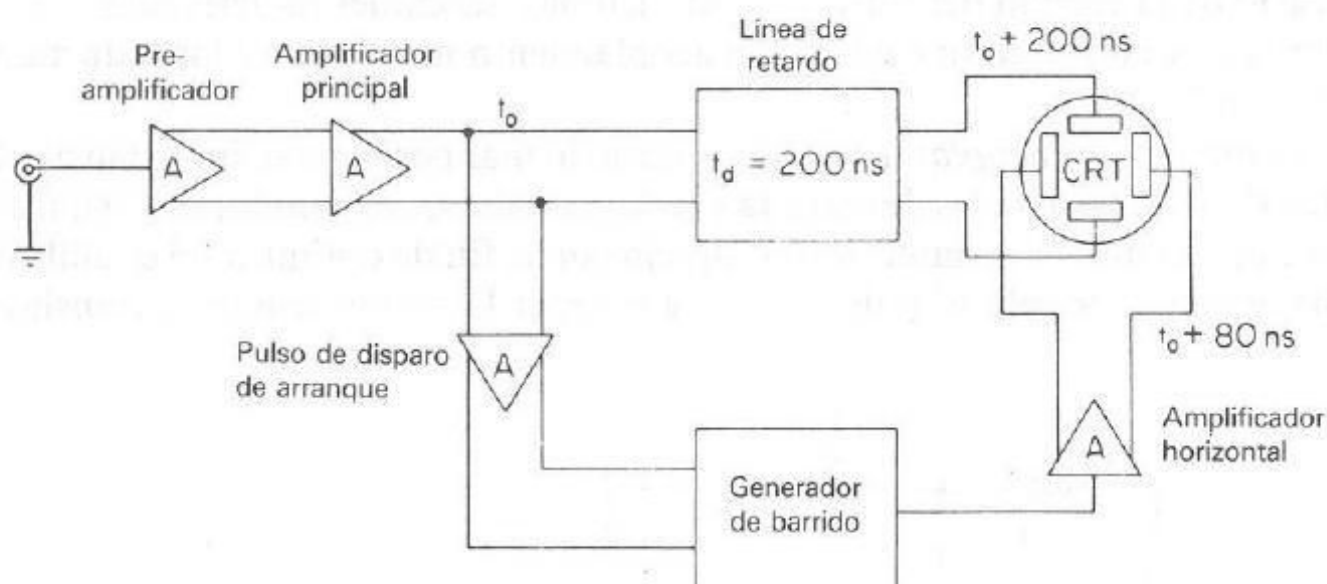 Pre-
amplificador
Amplificador
principal
Línea de
retardo
t₀ + 200 ns
t₀
A
A
t_d = 200 ns
CRT
Pulso de disparo
de arranque
A
t₀ + 80 ns
Amplificador
horizontal
A
Generador
de barrido